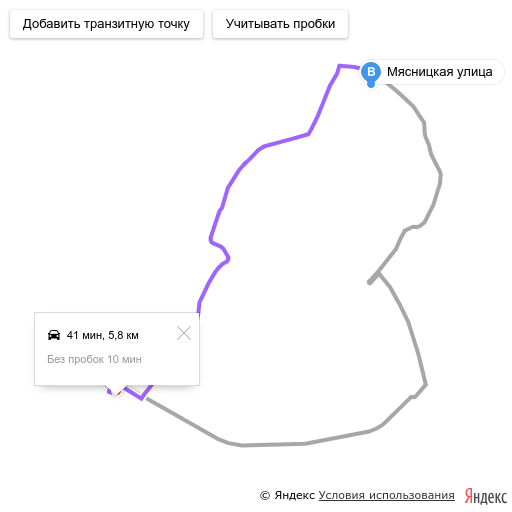 Добавить транзитную точку
Учитывать пробки
B
Мясницкая улица
41 мин, 5,8 км
Без пробок 10 мин
© Яндекс Условия использования
Яндекс